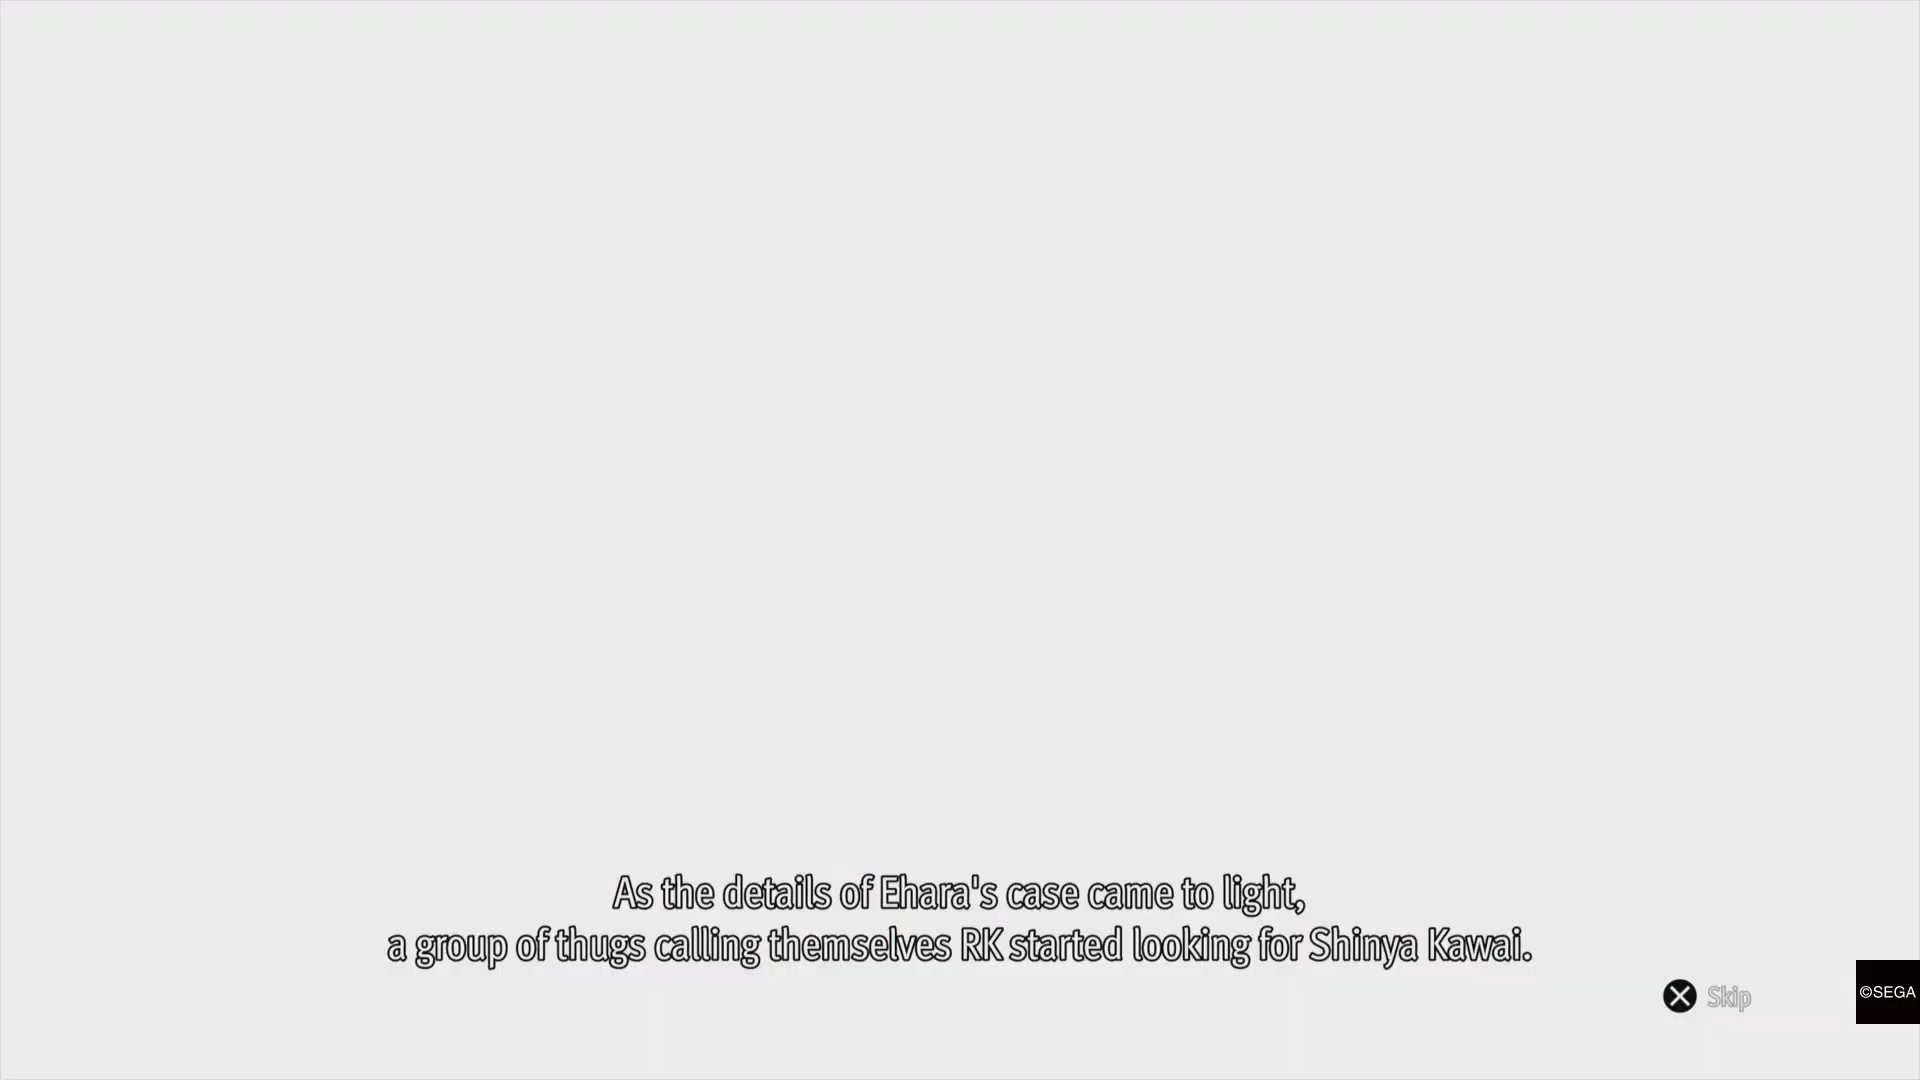 As the details of Ehara's case came to light,
a group of thugs calling themselves RK started looking for Shinya Kawai.
Skip
©SEGA